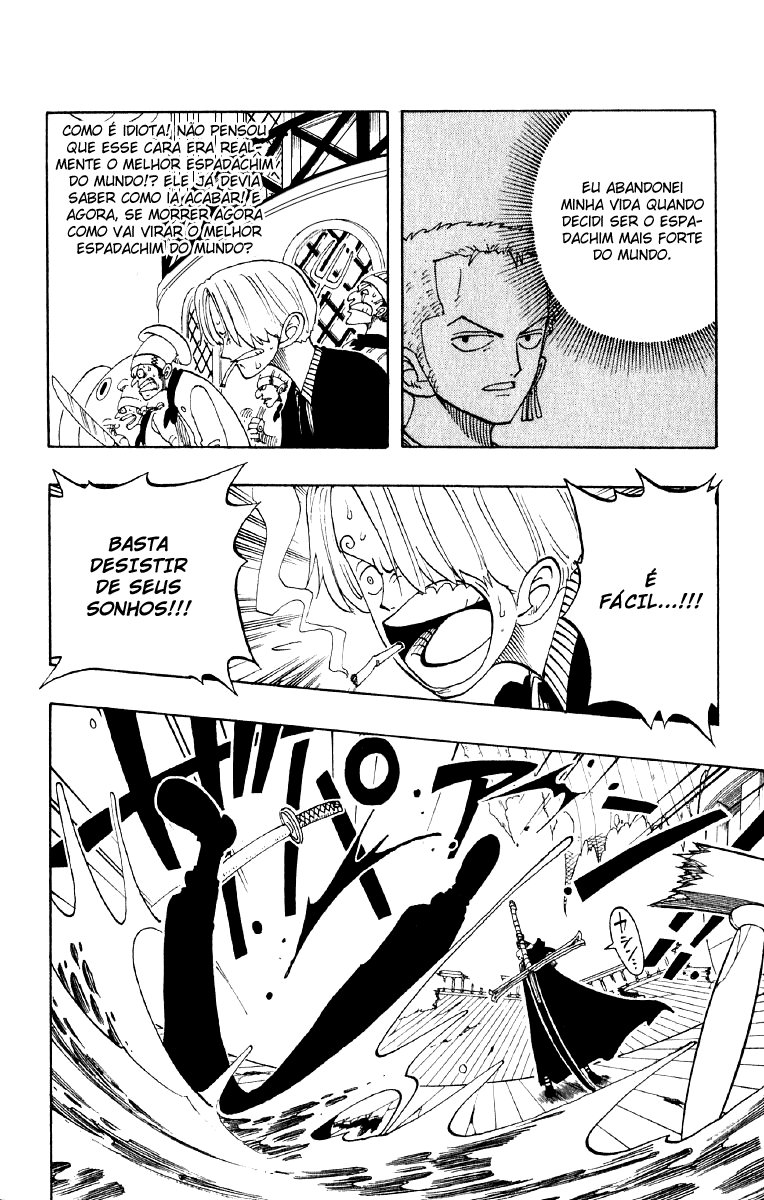 EU ABANDONEI
MINHA VIDA QUANDO
DECIDI SER O ESPA-
DACHIM MAIS FORTE
DO MUNDO.
COMO É IDIOTA! NÃO PENSOU
QUE ESSE CARA ERA REAL-
MENTE O MELHOR ESPADACHIM
DO MUNDO!? ELE JÁ DEVIA
SABER COMO IA ACABAR! E
AGORA, SE MORRER AGORA
COMO VAI VIRAR O MELHOR
ESPADACHIM DO MUNDO?
É
FÁCIL...!!!
BASTA
DESISTIR
DE SEUS
SONHOS!!!